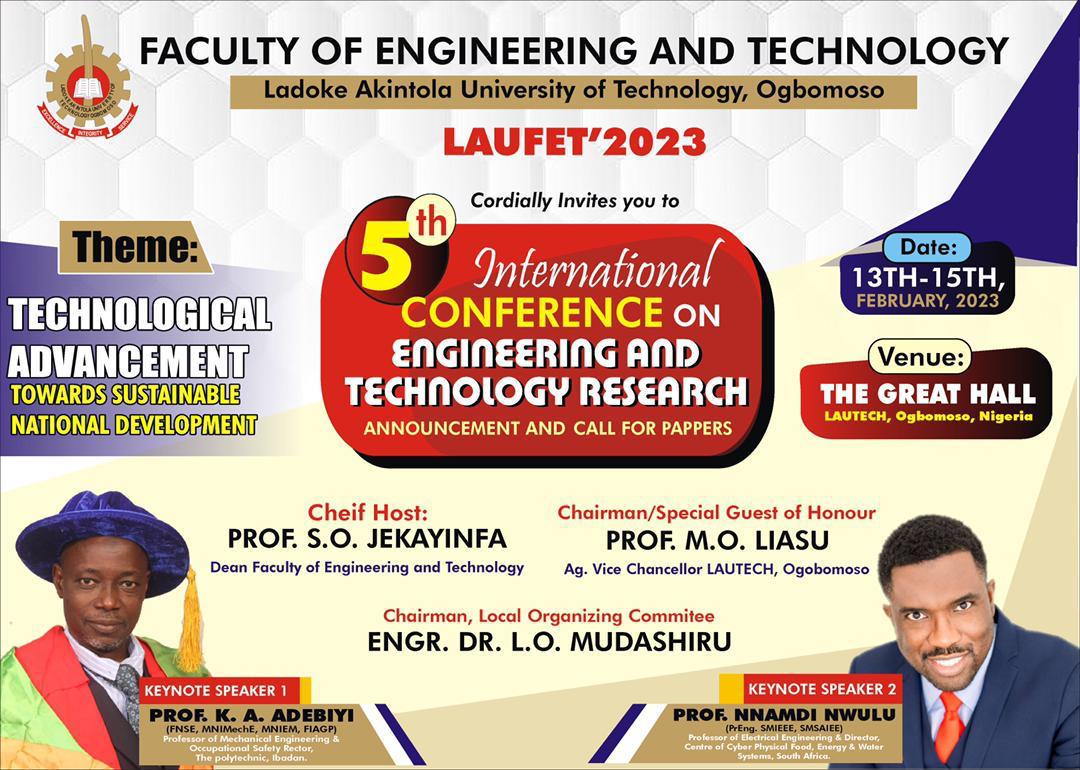 FACULTY OF ENGINEERING AND TECHNOLOGY
Ladoke Akintola University of Technology, Ogbomoso
LAUFET'2023
EXCELLENCE INTEGRITY SERVICE
Cordially Invites you to
5th
International
CONFERENCE ON
ENGINEERING AND
TECHNOLOGY RESEARCH
ANNOUNCEMENT AND CALL FOR PAPPERS
Theme:
TECHNOLOGICAL
ADVANCEMENT
TOWARDS SUSTAINABLE
NATIONAL DEVELOPMENT
Date:
13TH-15TH,
FEBRUARY, 2023
Venue:
THE GREAT HALL
LAUTECH, Ogbomoso, Nigeria
Cheif Host:
PROF. S.O. JEKAYINFA
Dean Faculty of Engineering and Technology
Chairman/Special Guest of Honour
PROF. M.O. LIASU
Ag. Vice Chancellor LAUTECH, Ogobomoso
Chairman, Local Organizing Commitee
ENGR. DR. L.O. MUDASHIRU
KEYNOTE SPEAKER 1
PROF. K. A. ADEBIYI
(FNSE, MNIMechE, MNIEM, FIAGP)
Professor of Mechanical Engineering &
Occupational Safety Rector,
The polytechnic, Ibadan.
KEYNOTE SPEAKER 2
PROF. NNAMDI NWULU
(PrEng. SMIEEE, SMSAIEE)
Professor of Electrical Engineering & Director,
Centre of Cyber Physical Food, Energy & Water
Systems, South Africa.